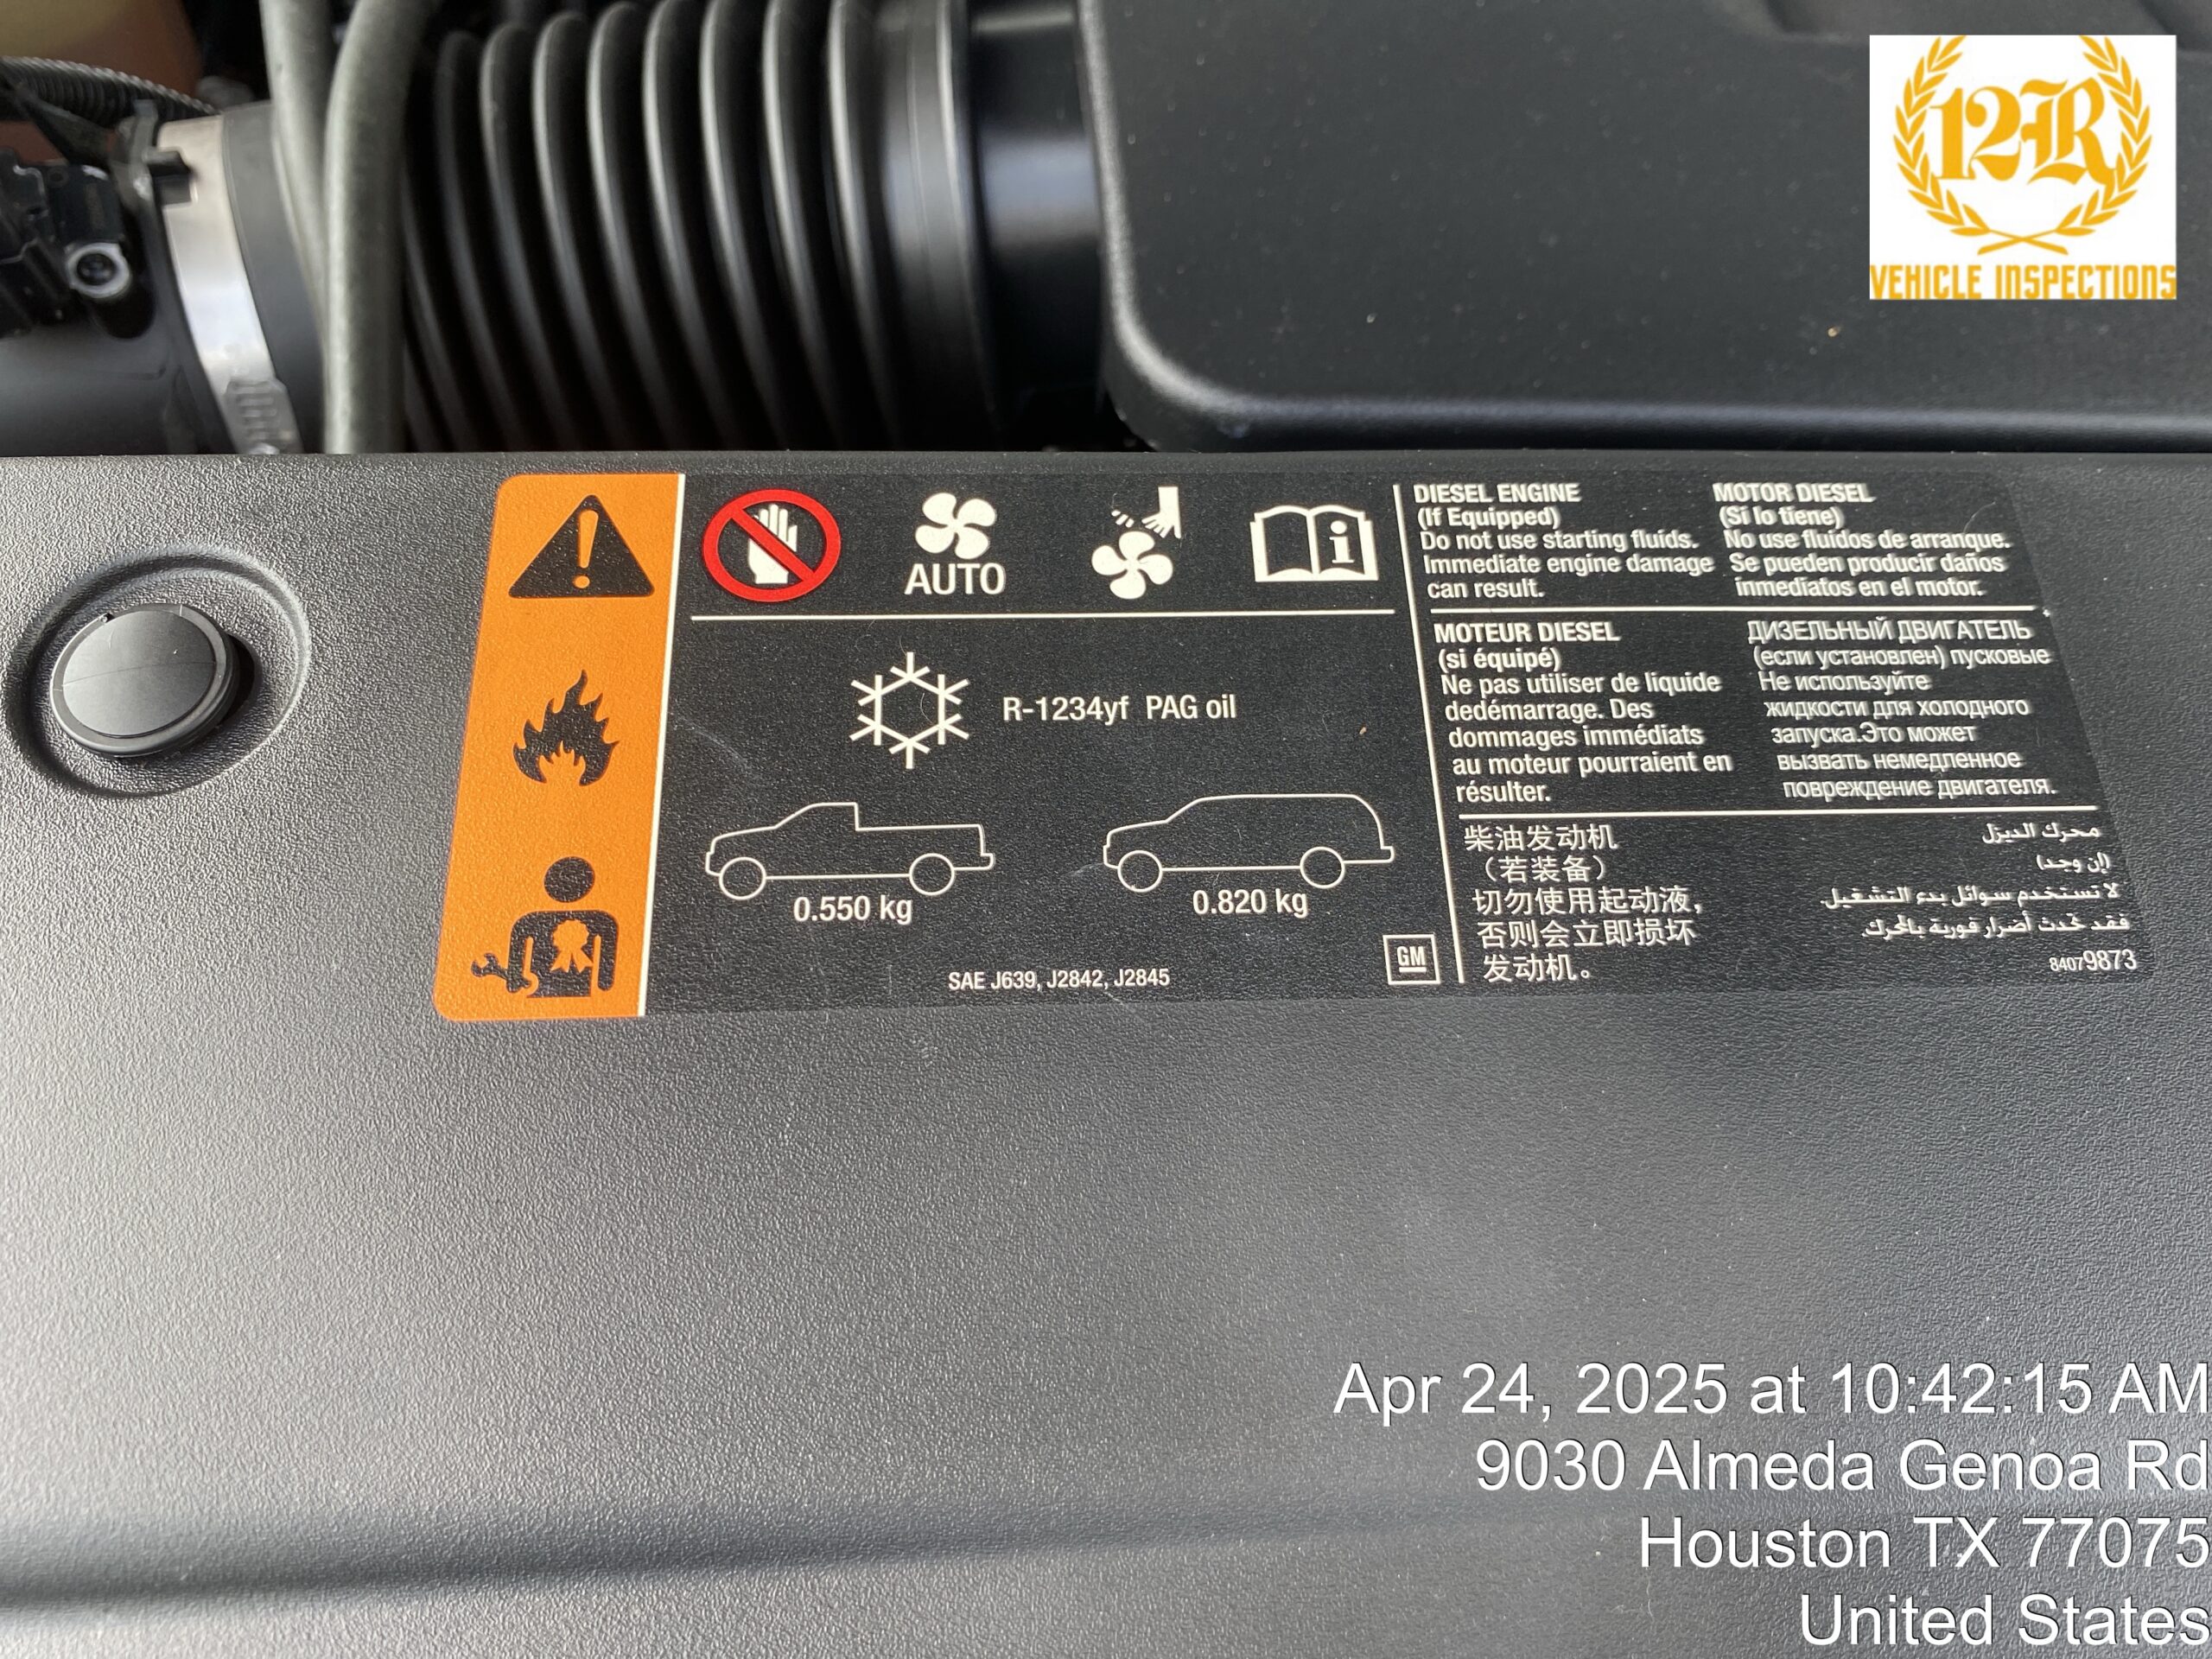 12R
VEHICLE INSPECTIONS
AUTO
R-1234yf PAG oil
0.550 kg
0.820 kg
SAE J639, J2842, J2845
GM
DIESEL ENGINE
(If Equipped)
Do not use starting fluids.
Immediate engine damage
can result.
MOTOR DIESEL
(Si lo tiene)
No use fluidos de arranque.
Se pueden producir daños
inmediatos en el motor.
MOTEUR DIESEL
(si équipé)
Ne pas utiliser de liquide
dedémarrage. Des
dommages immédiats
au moteur pourraient en
résulter.
ДИЗЕЛЬНЫЙ ДВИГАТЕЛЬ
(если установлен) пусковые
Не используйте
жидкости для холодного
запуска.Это может
вызвать немедленное
повреждение двигателя.
柴油发动机
（若装备）
切勿使用起动液，
否则会立即损坏
发动机。
محرك الديزل
(إن وجد)
لا تستخدم سوائل بدء التشغيل.
فقد تحدث أضرار فورية بالمحرك.
84079873
Apr 24, 2025 at 10:42:15 AM
9030 Almeda Genoa Rd
Houston TX 77075
United States